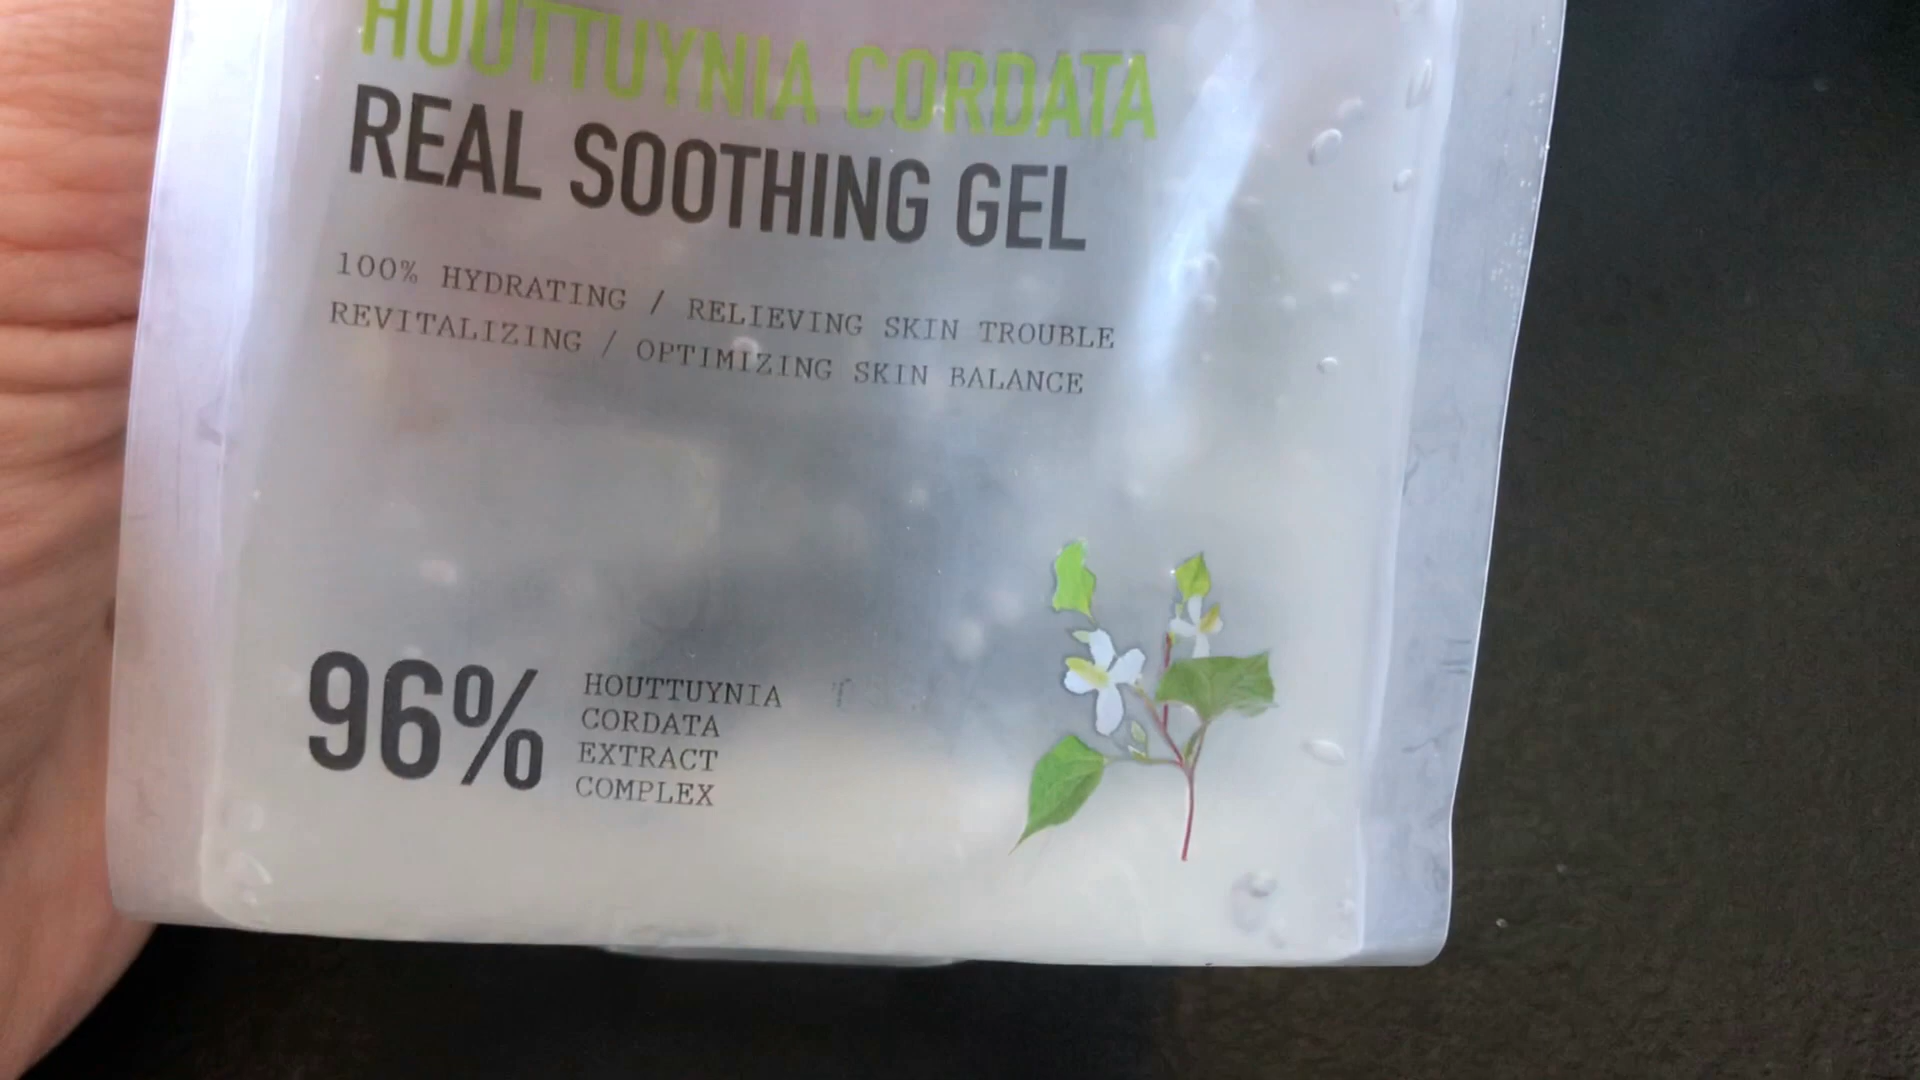 HOUTTUYNIA CORDATA
REAL SOOTHING GEL
100% HYDRATING / RELIEVING SKIN TROUBLE
REVITALIZING / OPTIMIZING SKIN BALANCE
96%
HOUTTUYNIA
CORDATA
EXTRACT
COMPLEX